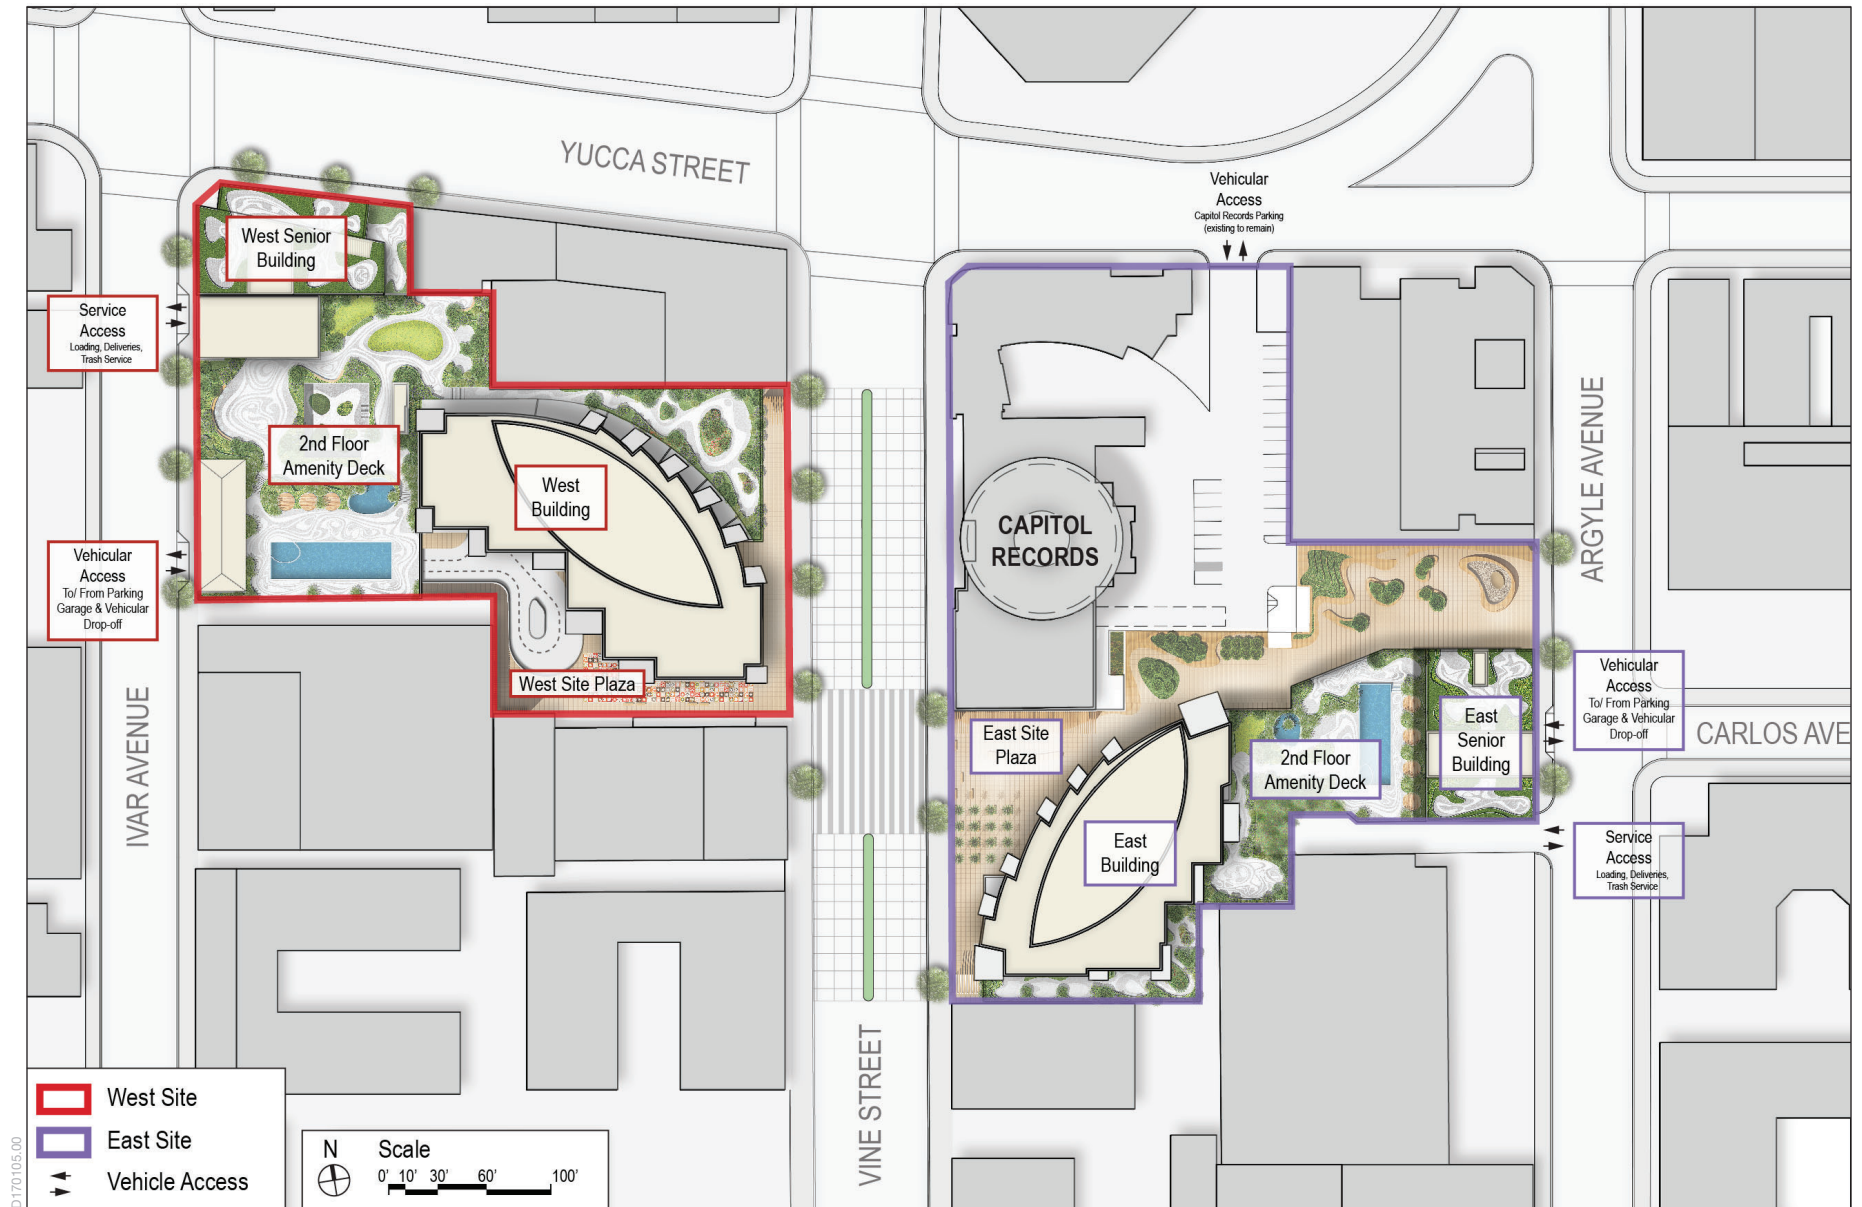 YUCCA STREET
Vehicular
Access
Capitol Records Parking
(existing to remain)
West Senior
Building
Service
Access
Loading, Deliveries,
Trash Service
2nd Floor
Amenity Deck
West
Building
Vehicular
Access
To/ From Parking
Garage & Vehicular
Drop-off
West Site Plaza
IVAR AVENUE
CAPITOL
RECORDS
ARGYLE AVENUE
East Site
Plaza
2nd Floor
Amenity Deck
East
Senior
Building
Vehicular
Access
To/ From Parking
Garage & Vehicular
Drop-off
CARLOS AVE
East
Building
Service
Access
Loading, Deliveries,
Trash Service
VINE STREET
West Site
East Site
Vehicle Access
N
Scale
0' 10' 30' 60' 100'
D170105.00